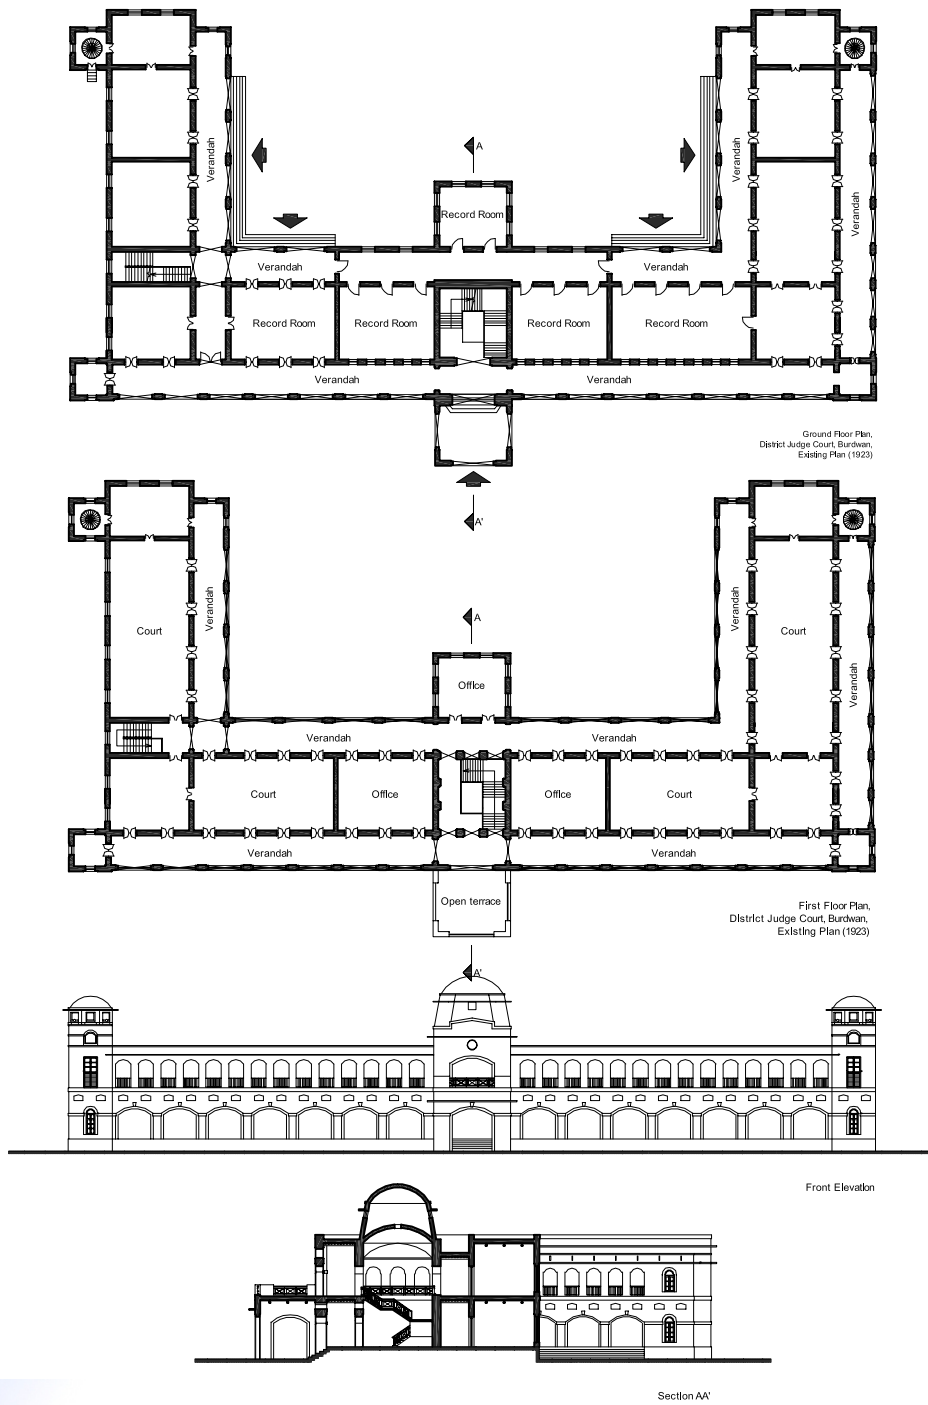 A
Record Room
Verandah
Verandah
Verandah
Verandah
Verandah
Record Room
Record Room
Record Room
Record Room
Verandah
Verandah
Ground Floor Plan,
District Judge Court, Burdwan,
Existing Plan (1923)
A'
A
Court
Verandah
Office
Verandah
Court
Verandah
Verandah
Verandah
Court
Office
Office
Court
Verandah
Verandah
Open terrace
First Floor Plan,
District Judge Court, Burdwan,
Existing Plan (1923)
A'
Front Elevation
Section AA'